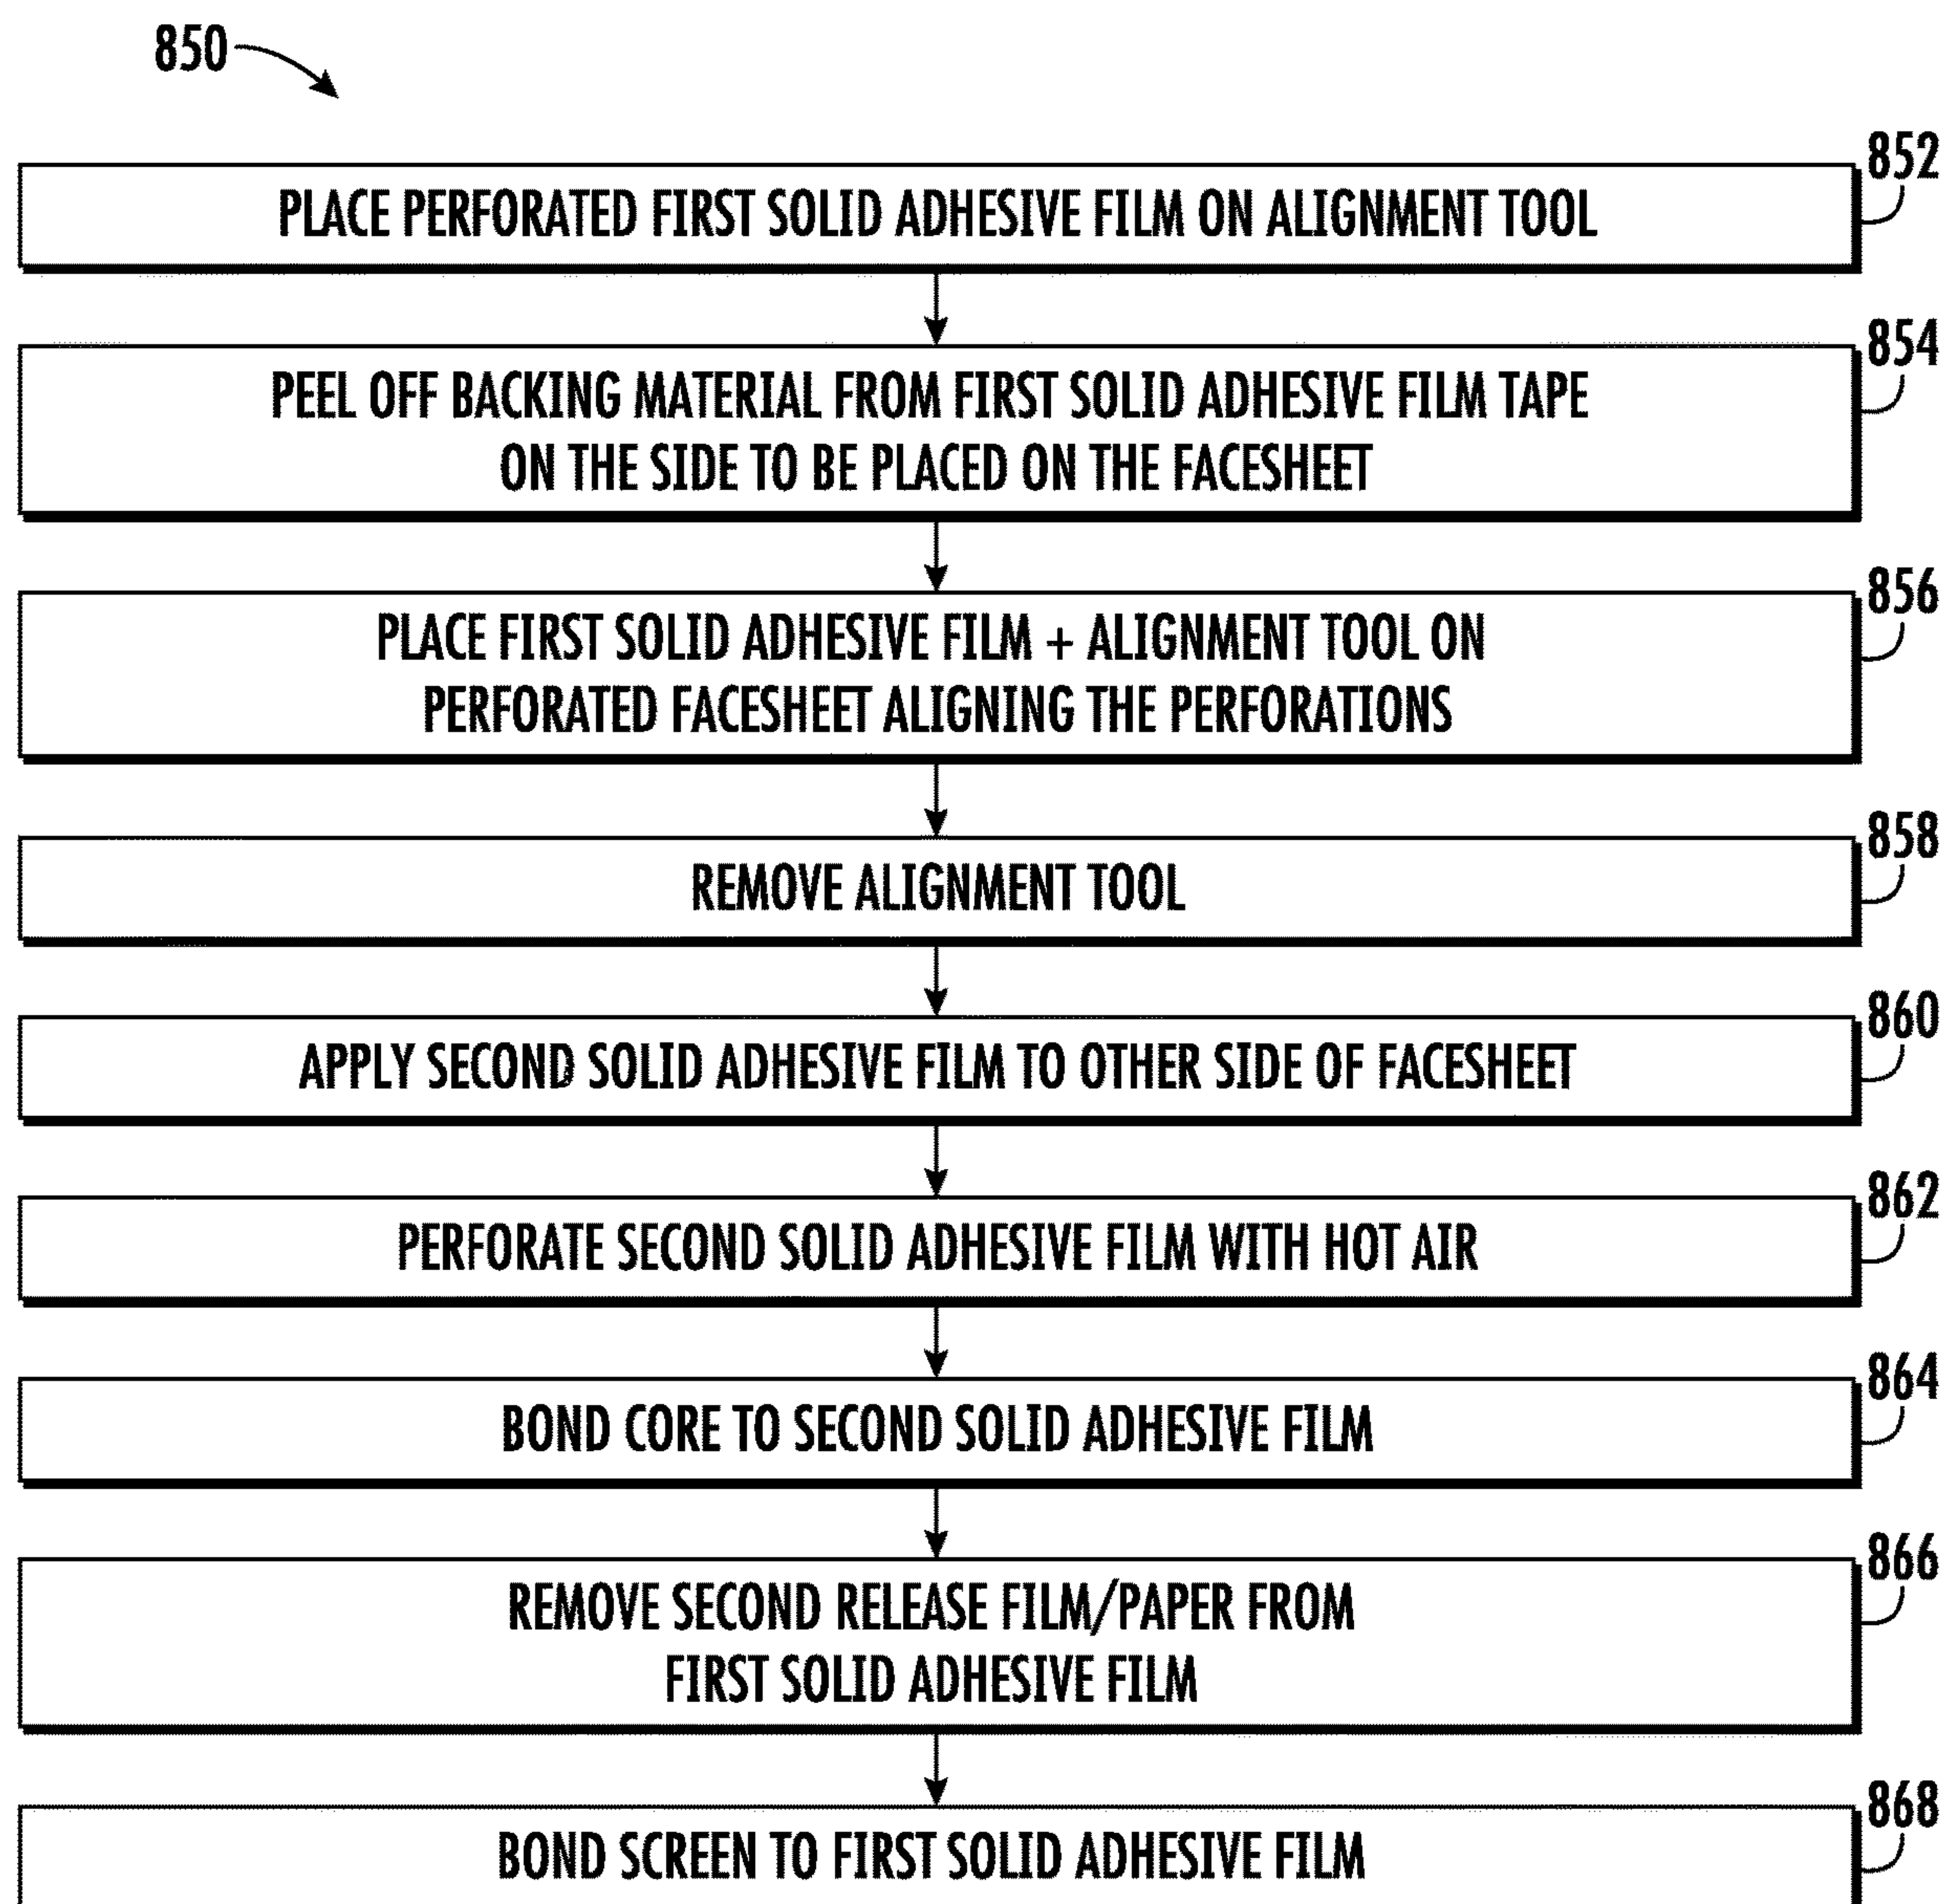 850
852
PLACE PERFORATED FIRST SOLID ADHESIVE FILM ON ALIGNMENT TOOL
854
PEEL OFF BACKING MATERIAL FROM FIRST SOLID ADHESIVE FILM TAPE
ON THE SIDE TO BE PLACED ON THE FACESHEET
856
PLACE FIRST SOLID ADHESIVE FILM + ALIGNMENT TOOL ON
PERFORATED FACESHEET ALIGNING THE PERFORATIONS
858
REMOVE ALIGNMENT TOOL
860
APPLY SECOND SOLID ADHESIVE FILM TO OTHER SIDE OF FACESHEET
862
PERFORATE SECOND SOLID ADHESIVE FILM WITH HOT AIR
864
BOND CORE TO SECOND SOLID ADHESIVE FILM
866
REMOVE SECOND RELEASE FILM/PAPER FROM
FIRST SOLID ADHESIVE FILM
868
BOND SCREEN TO FIRST SOLID ADHESIVE FILM